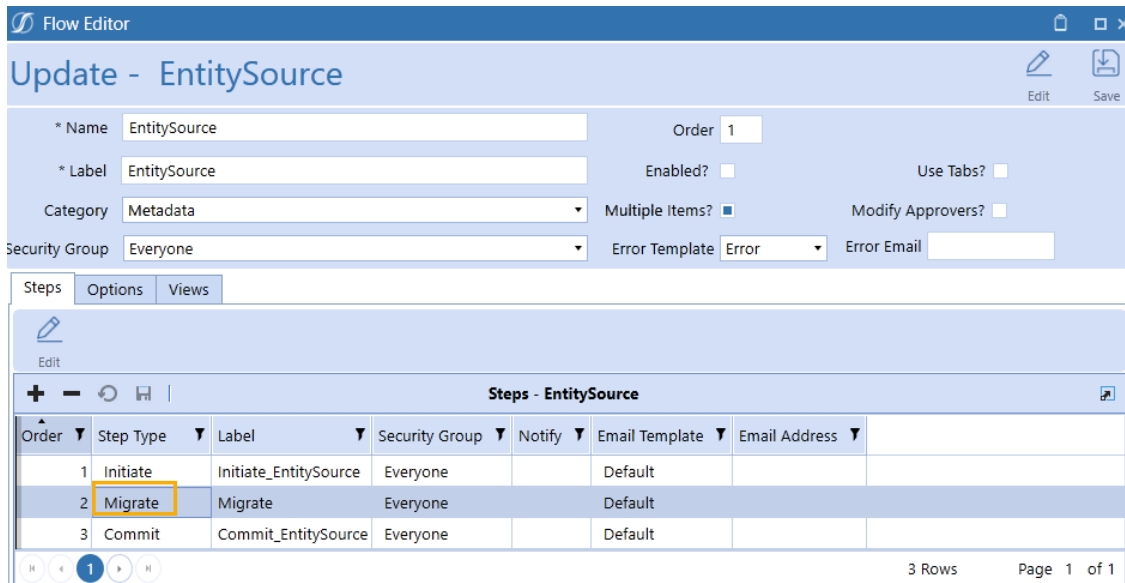 Flow Editor
Update - EntitySource
Edit
Save
* Name EntitySource Order 1
* Label EntitySource Enabled? Use Tabs?
Category Metadata Multiple Items? Modify Approvers?
Security Group Everyone Error Template Error Error Email
Steps Options Views
Edit
Steps - EntitySource
Order Step Type Label Security Group Notify Email Template Email Address
1 Initiate Initiate_EntitySource Everyone Default
2 Migrate Migrate Everyone Default
3 Commit Commit_EntitySource Everyone Default
1 3 Rows Page 1 of 1